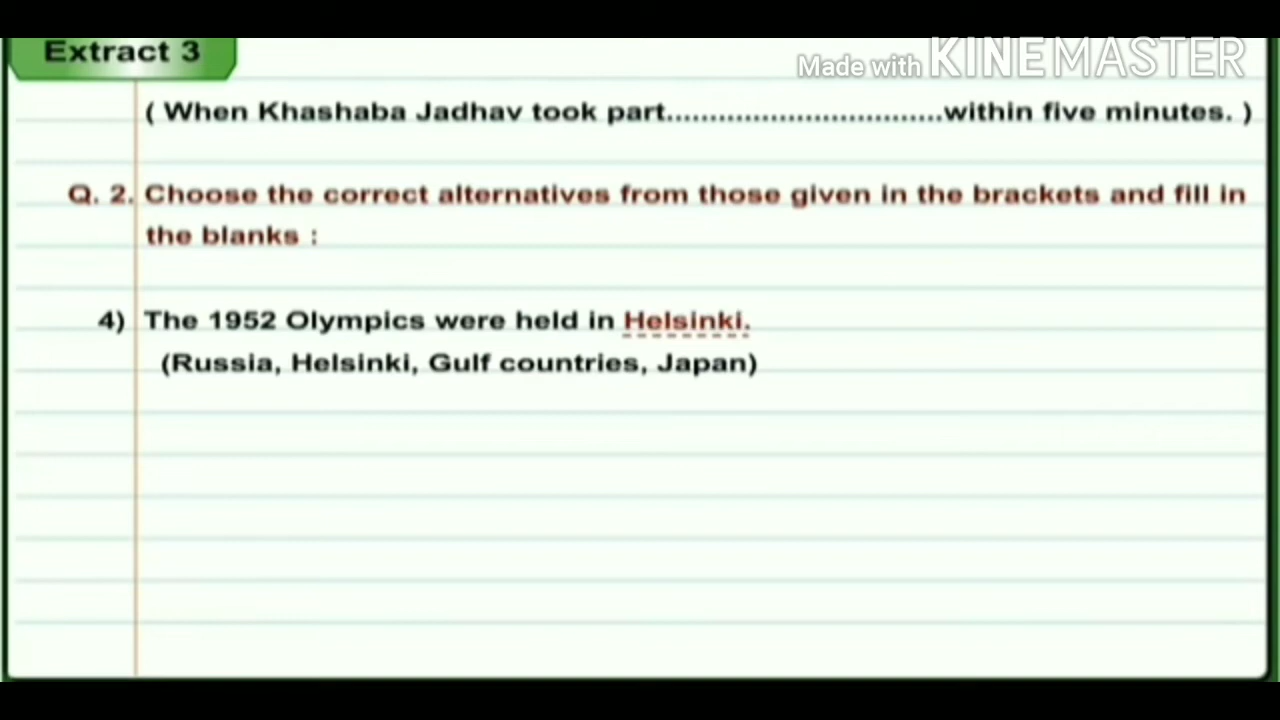 Extract 3
Made with KINEMASTER
( When Khashaba Jadhav took part................................within five minutes. )
Q. 2. Choose the correct alternatives from those given in the brackets and fill in
the blanks :
4) The 1952 Olympics were held in Helsinki.
(Russia, Helsinki, Gulf countries, Japan)